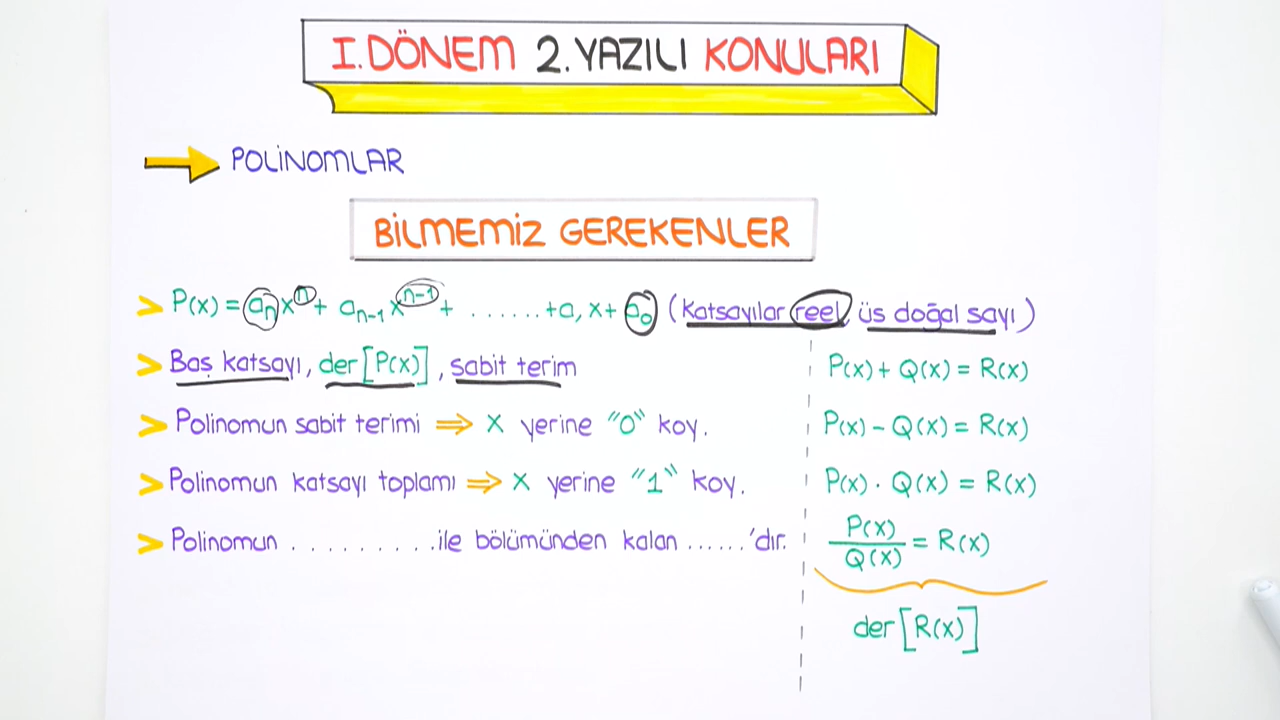 I. DÖNEM 2. YAZILI KONULARI
POLİNOMLAR
BİLMEMİZ GEREKENLER
> P(x) = aₙxⁿ + aₙ₋₁xⁿ⁻¹ + . . . . . . . + a₁x + a₀ (Katsayılar reel, üs doğal sayı)
> Baş katsayı, der[P(x)], sabit terim
> Polinomun sabit terimi ⇒ x yerine "0" koy.
> Polinomun katsayı toplamı ⇒ x yerine "1" koy.
> Polinomun . . . . . . . . . . ile bölümünden kalan . . . . . . 'dır.
P(x) + Q(x) = R(x)
P(x) - Q(x) = R(x)
P(x) · Q(x) = R(x)
P(x)/Q(x) = R(x)
der[R(x)]